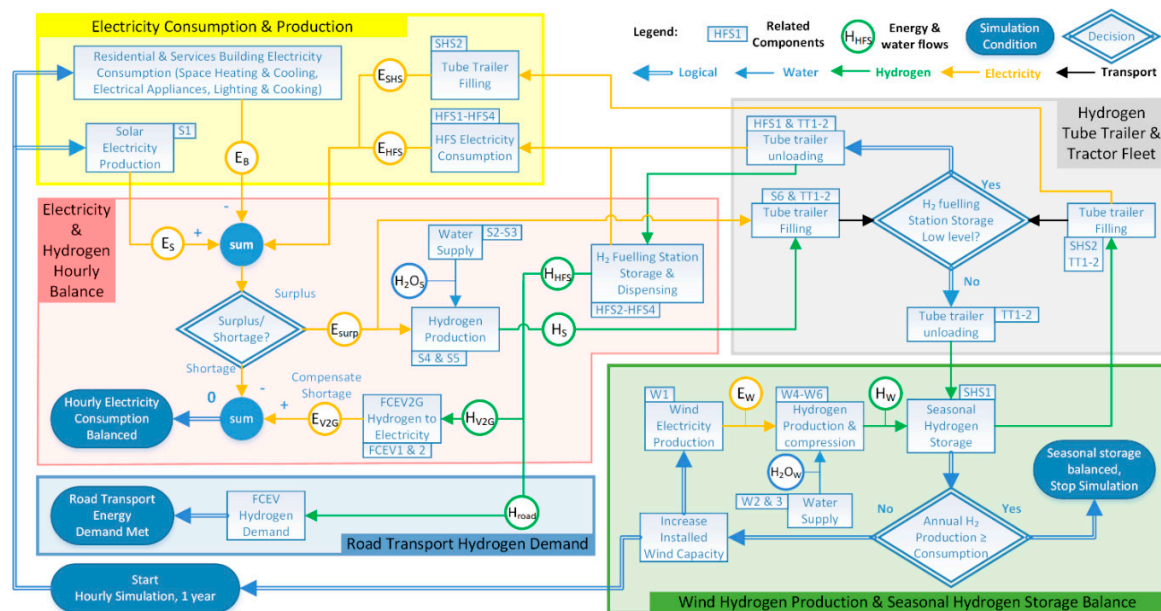 Electricity Consumption & Production
Residential & Services Building Electricity
Consumption (Space Heating & Cooling,
Electrical Appliances, Lighting & Cooking)
Solar
Electricity
Production
S1
E_B
E_SHS
SHS2
Tube Trailer
Filling
E_HFS
HFS1-HFS4
HFS Electricity
Consumption
Legend:
HFS1
Related
Components
H_HFS
Energy &
water flows
Simulation
Condition
Decision
Logical
Water
Hydrogen
Electricity
Transport
Hydrogen
Tube Trailer &
Tractor Fleet
HFS1 & TT1-2
Tube trailer
unloading
S6 & TT1-2
Tube trailer
Filling
H₂ fuelling
Station Storage
Low level?
Yes
No
Tube trailer
Filling
SHS2
TT1-2
Tube trailer
unloading
TT1-2
Electricity
&
Hydrogen
Hourly
Balance
E_S
+
-
sum
Water
Supply
S2-S3
H₂O_S
H_HFS
H₂ Fuelling Station
Storage &
Dispensing
HFS2-HFS4
Surplus/
Shortage?
Surplus
E_surp
Hydrogen
Production
S4 & S5
H_S
Shortage
-
0
sum
+
Compensate
Shortage
E_V2G
FCEV2G
Hydrogen to
Electricity
FCEV1 & 2
H_V2G
Hourly Electricity
Consumption
Balanced
Road Transport
Energy
Demand Met
FCEV
Hydrogen
Demand
H_road
Road Transport Hydrogen Demand
W1
Wind
Electricity
Production
E_W
W4-W6
Hydrogen
Production &
compression
H_W
SHS1
Seasonal
Hydrogen
Storage
H₂O_W
W2 & 3
Water
Supply
Seasonal storage
balanced,
Stop Simulation
Increase
Installed
Wind Capacity
No
Annual H₂
Production ≥
Consumption
Yes
Start
Hourly Simulation, 1 year
Wind Hydrogen Production & Seasonal Hydrogen Storage Balance